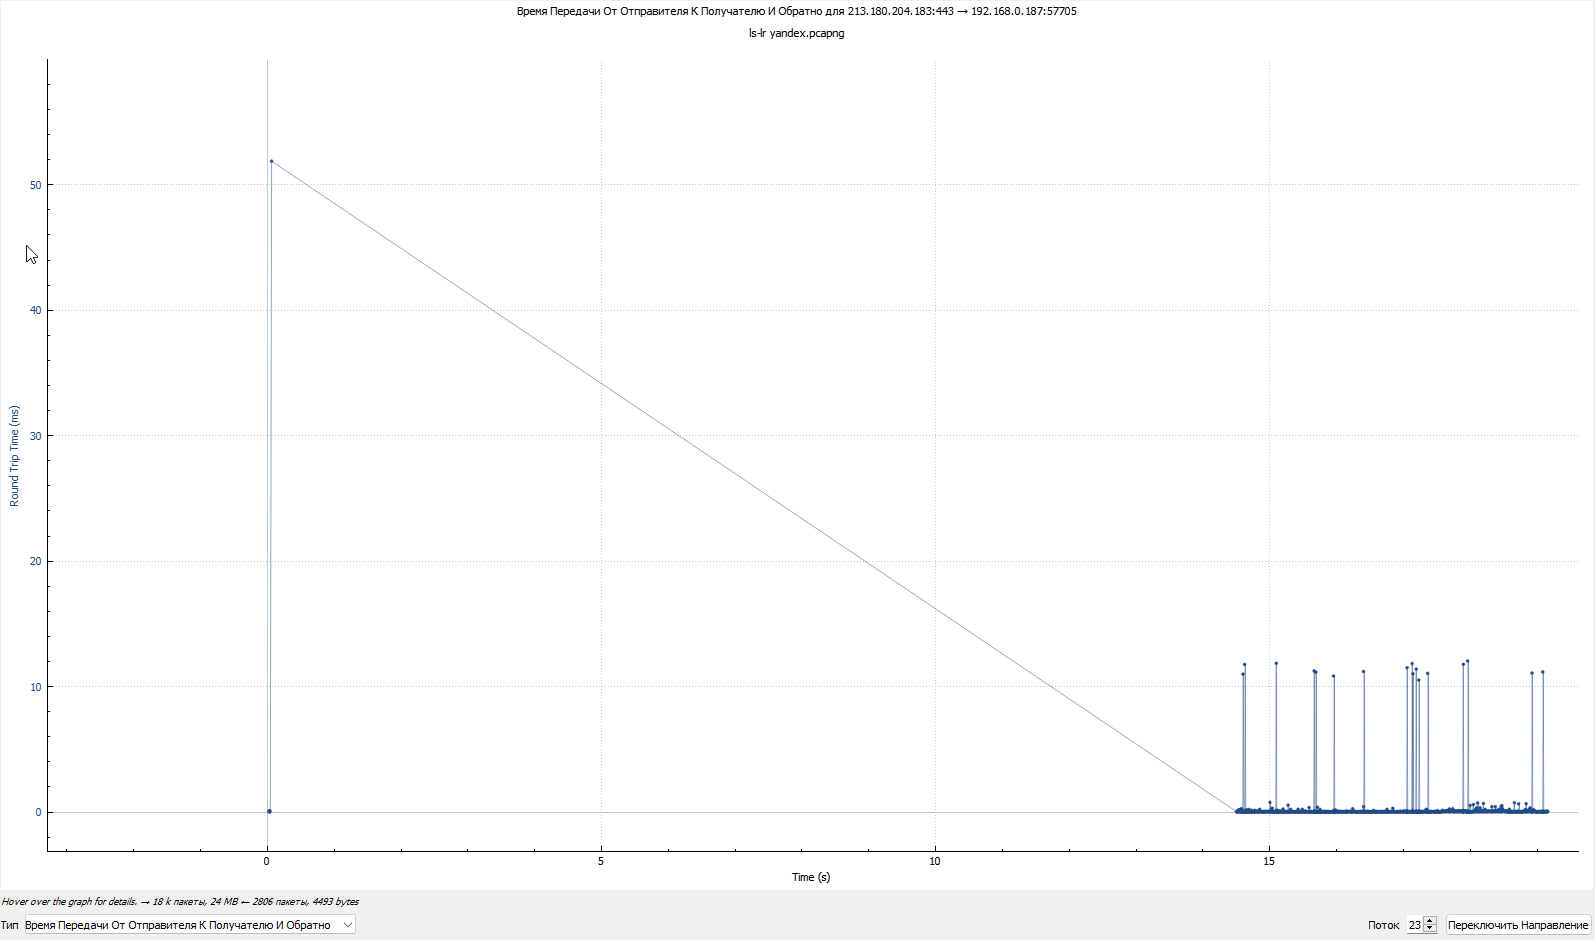 Время Передачи От Отправителя К Получателю И Обратно для 213.180.204.183:443 → 192.168.0.187:57705
ls-lr yandex.pcapng
50
40
30
20
10
0
Round Trip Time (ms)
0
5
10
15
Time (s)
Hover over the graph for details. → 18 k пакеты, 24 MB ← 2806 пакеты, 4493 bytes
Тип Время Передачи От Отправителя К Получателю И Обратно
Поток 23 Переключить Направление